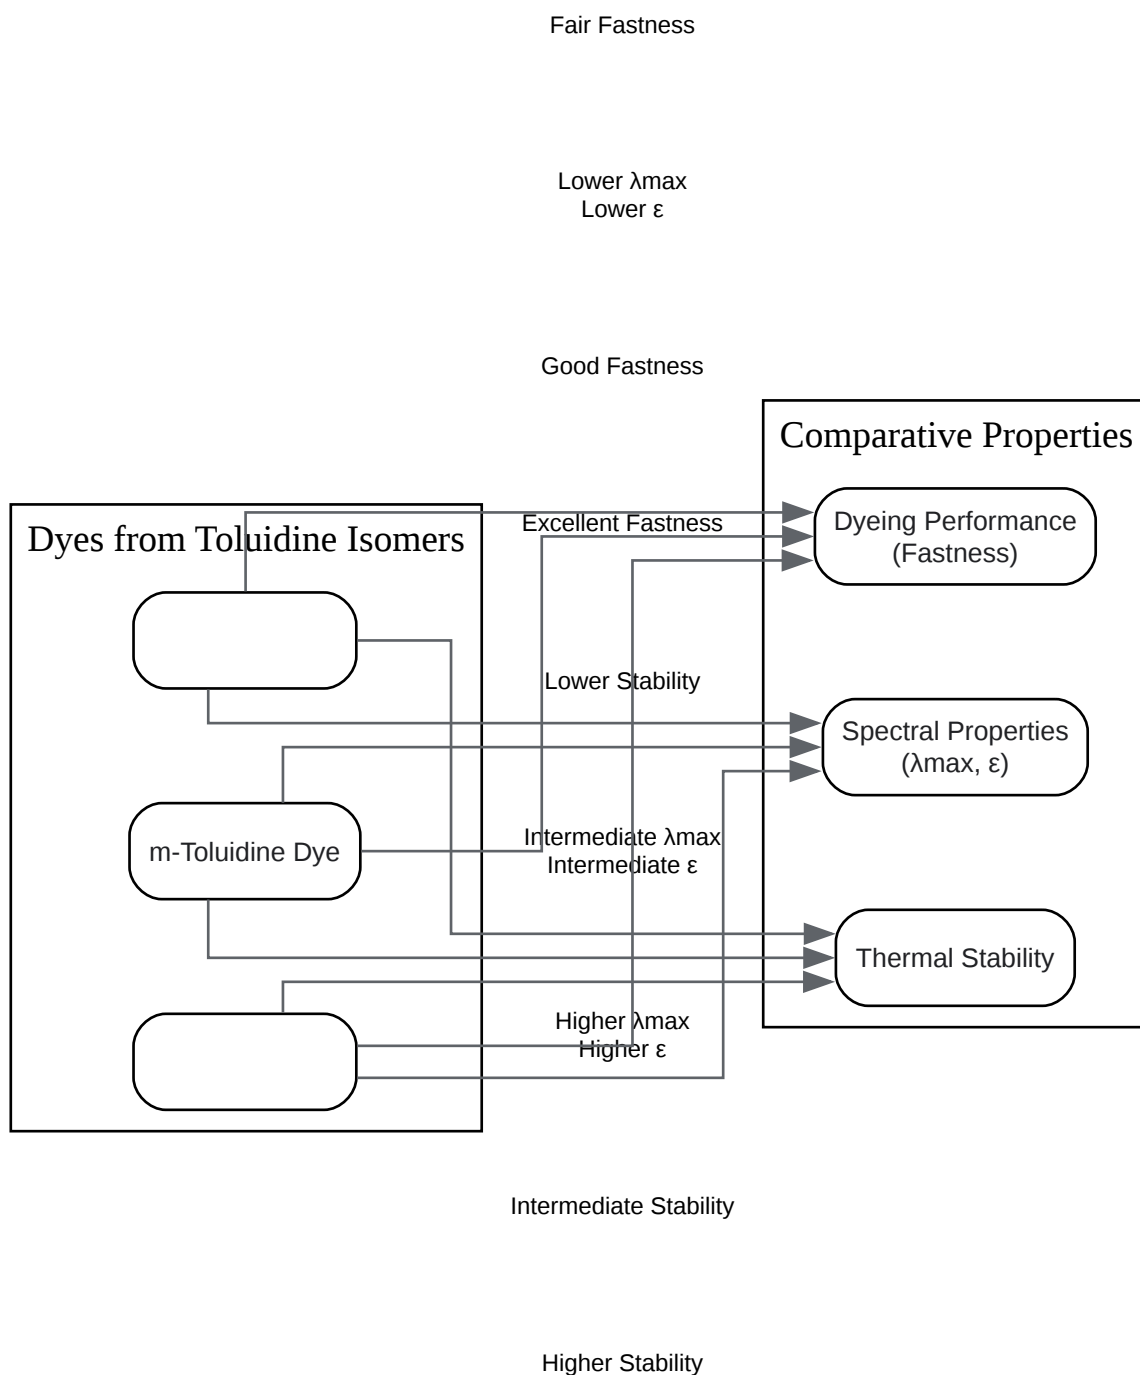 Fair Fastness
Lower λmax
Lower ε
Good Fastness
Comparative Properties
Dyes from Toluidine Isomers
Excellent Fastness
Dyeing Performance
(Fastness)
Lower Stability
Spectral Properties
(λmax, ε)
m-Toluidine Dye
Intermediate λmax
Intermediate ε
Thermal Stability
Higher λmax
Higher ε
Intermediate Stability
Higher Stability